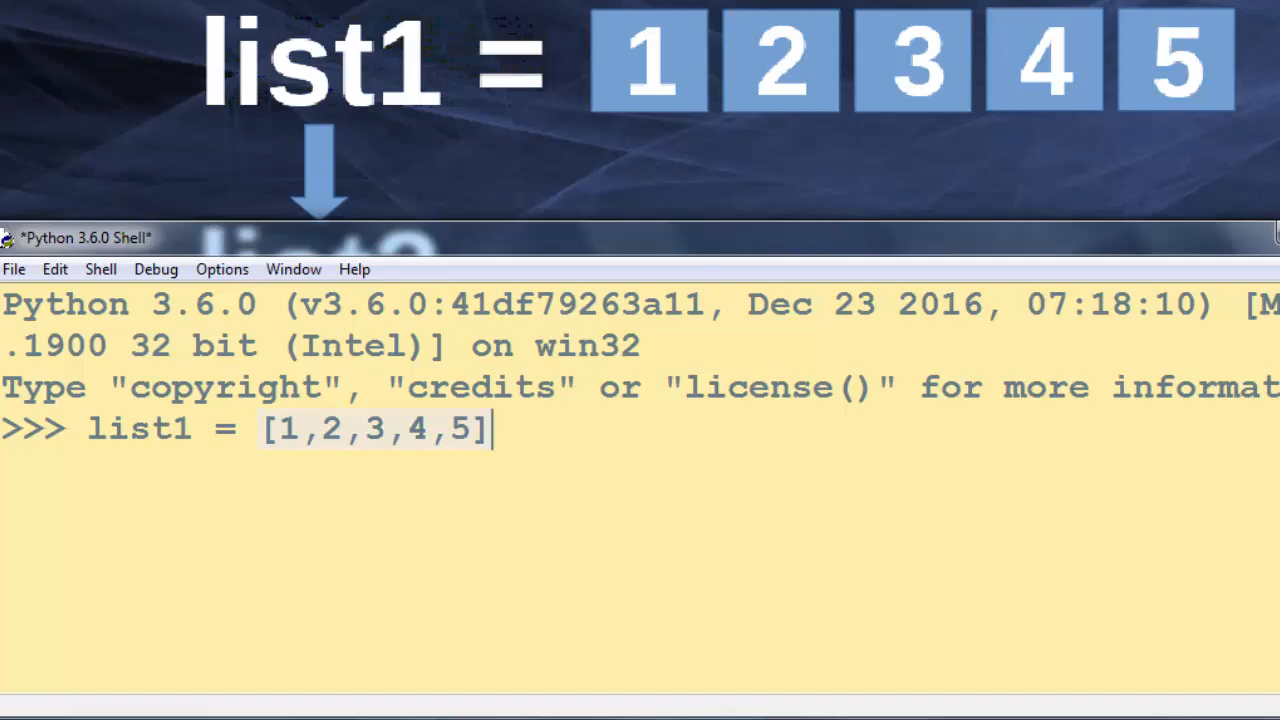 list1 = 1 2 3 4 5
*Python 3.6.0 Shell*
File Edit Shell Debug Options Window Help
Python 3.6.0 (v3.6.0:41df79263a11, Dec 23 2016, 07:18:10) [M
.1900 32 bit (Intel)] on win32
Type "copyright", "credits" or "license()" for more informat
>>> list1 = [1,2,3,4,5]